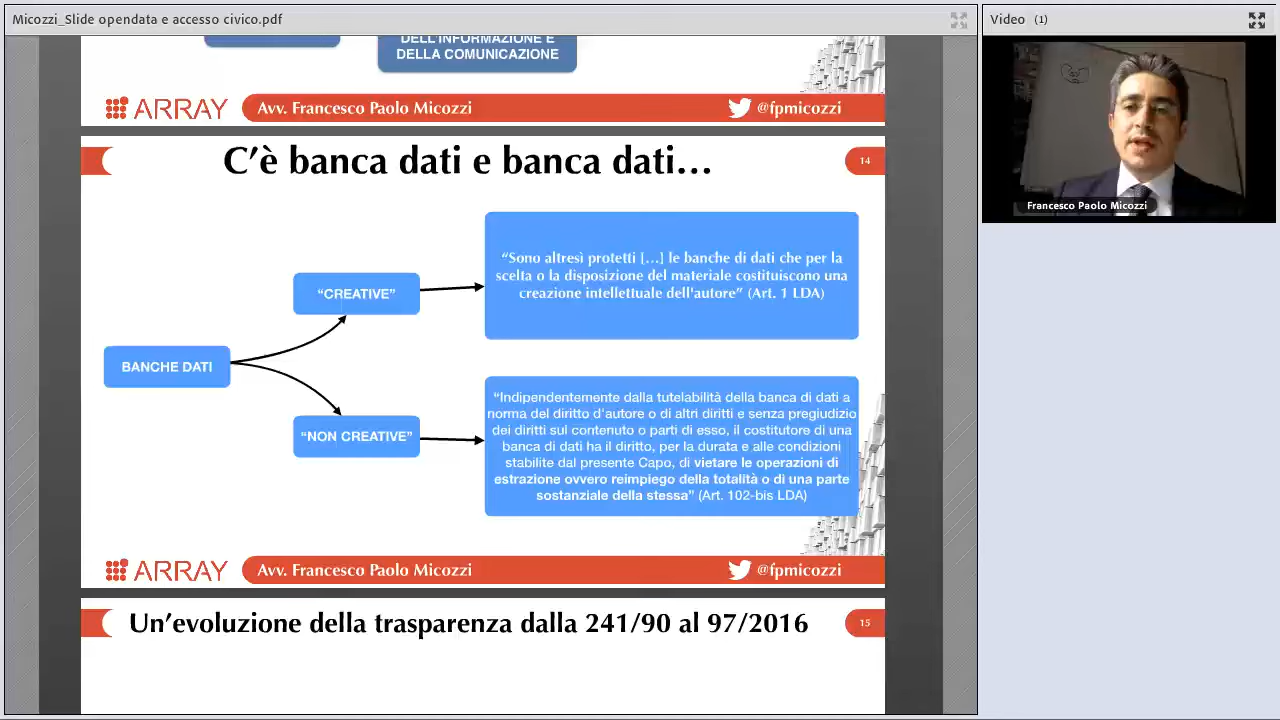 Micozzi_Slide opendata e accesso civico.pdf
Video (1)
DELL'INFORMAZIONE E
DELLA COMUNICAZIONE
ARRAY
Avv. Francesco Paolo Micozzi
@fpmicozzi
Francesco Paolo Micozzi
C'è banca dati e banca dati...
14
"CREATIVE"
"Sono altresì protetti [...] le banche di dati che per la
scelta o la disposizione del materiale costituiscono una
creazione intellettuale dell'autore" (Art. 1 LDA)
BANCHE DATI
"NON CREATIVE"
"Indipendentemente dalla tutelabilità della banca di dati a
norma del diritto d'autore o di altri diritti e senza pregiudizio
dei diritti sul contenuto o parti di esso, il costitutore di una
banca di dati ha il diritto, per la durata e alle condizioni
stabilite dal presente Capo, di vietare le operazioni di
estrazione ovvero reimpiego della totalità o di una parte
sostanziale della stessa" (Art. 102-bis LDA)
ARRAY
Avv. Francesco Paolo Micozzi
@fpmicozzi
Un'evoluzione della trasparenza dalla 241/90 al 97/2016
15